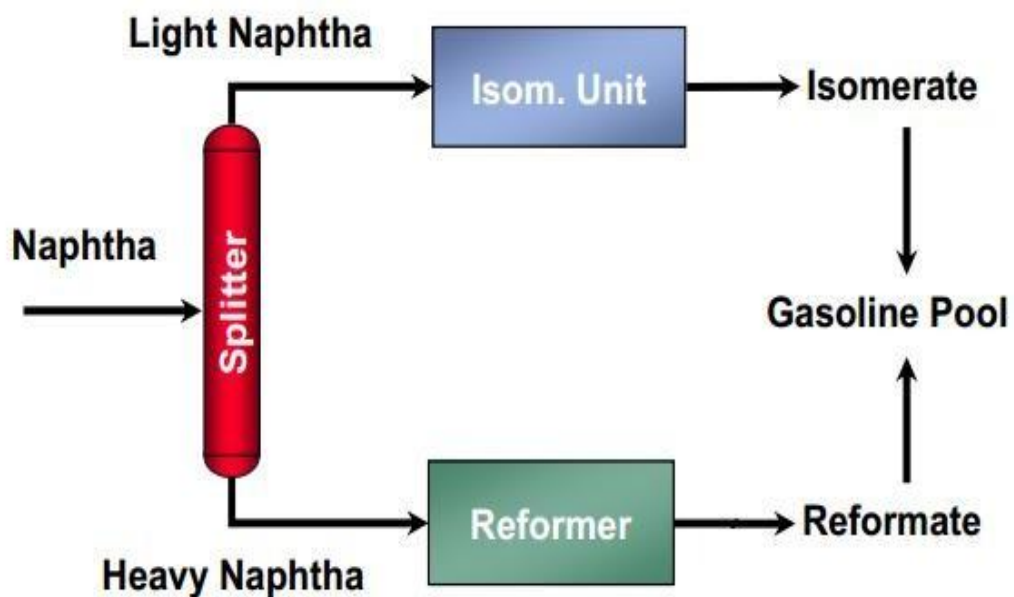 Light Naphtha
Isom. Unit
Isomerate
Naphtha
Splitter
Gasoline Pool
Reformer
Reformate
Heavy Naphtha